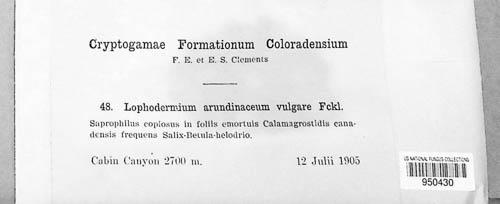 Cryptogamae Formationum Coloradensium
F. E. et E. S. Clements
48. Lophodermium arundinaceum vulgare Fckl.
Saprophilus copiosus in foliis emortuis Calamagrostidis cana-
densis frequens Salix-Betula-helodrio.
Cabin Canyon 2700 m. 12 Julii 1905
US NATIONAL FUNGUS COLLECTIONS
950430